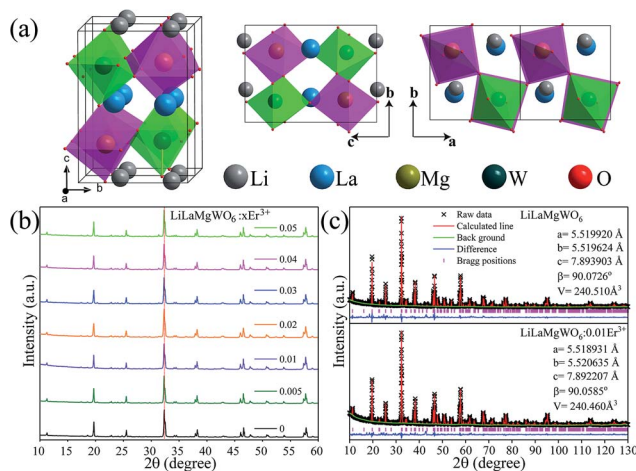 (a)
c
a
b
b
c
b
a
Li
La
Mg
W
O
(b)
LiLaMgWO₆:xEr³⁺
0.05
0.04
0.03
0.02
0.01
0.005
0
Intensity (a.u.)
10 15 20 25 30 35 40 45 50 55 60
2θ (degree)
(c)
Raw data
Calculated line
Back ground
Difference
Bragg positions
LiLaMgWO₆
a= 5.519920 Å
b= 5.519624 Å
c= 7.893903 Å
β= 90.0726°
V= 240.510Å³
LiLaMgWO₆:0.01Er³⁺
a= 5.518931 Å
b= 5.520635 Å
c= 7.892207 Å
β= 90.0585°
V= 240.460Å³
Intensity (a.u.)
10 20 30 40 50 60 70 80 90 100 110 120 130
2θ (degree)